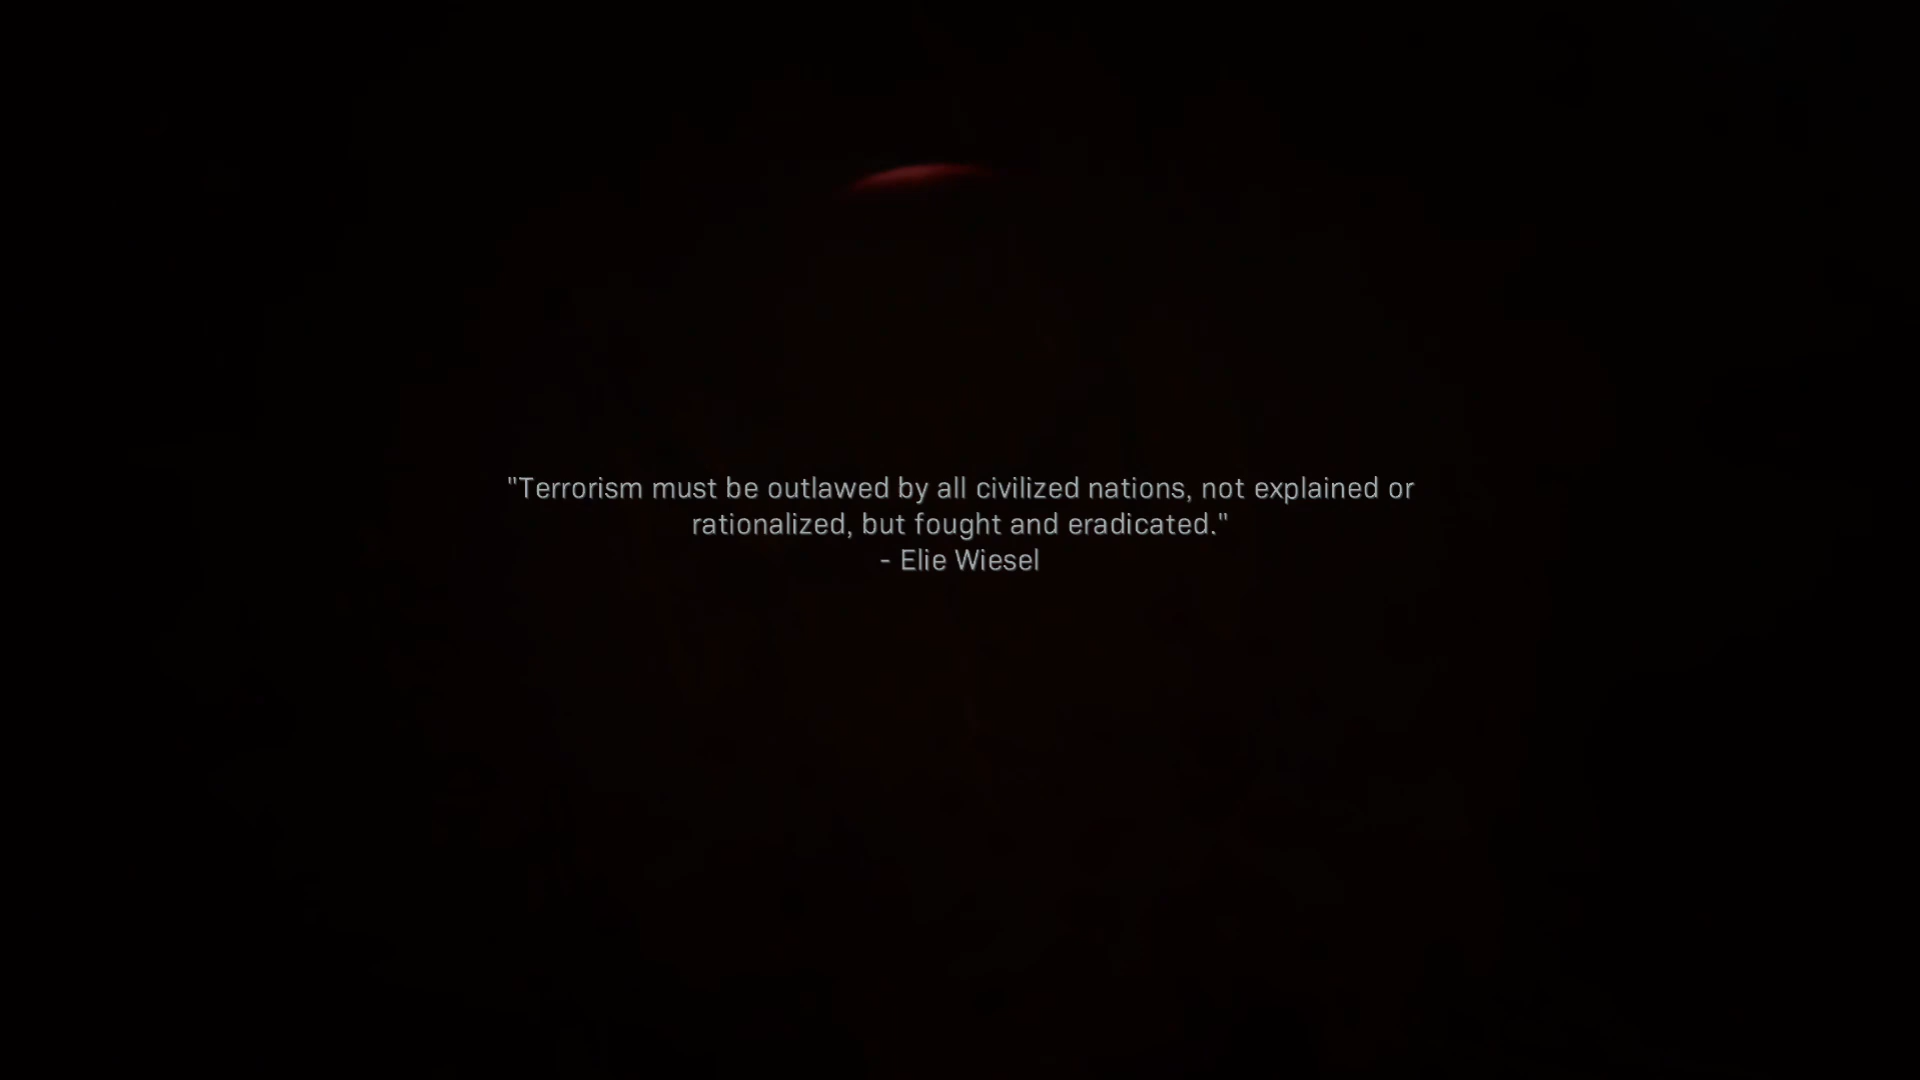 "Terrorism must be outlawed by all civilized nations, not explained or
rationalized, but fought and eradicated."
- Elie Wiesel